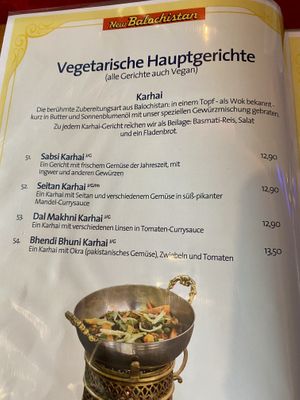 New Balochistan
Vegetarische Hauptgerichte
(alle Gerichte auch Vegan)
Karhai
Die berühmte Zubereitungsart aus Balochistan: in einem Topf - als Wok bekannt -
kurz in Butter und Sonnenblumenöl mit unser speziellen Gewürzmischung gebraten.
Zu jedem Karhai-Gericht reichen wir als Beilage: Basmati-Reis, Salat
und ein Fladenbrot.
51. Sabsi Karhai 12,90
Ein Gericht mit frischem Gemüse der Jahreszeit, mit
Ingwer und anderen Gewürzen
52. Seitan Karhai 12,90
Ein Karhai mit Seitan und verschiedenem Gemüse in süß-pikanter
Mandel-Currysauce
53. Dal Makhni Karhai 12,90
Ein Karhai mit verschiedenen Linsen in Tomaten-Currysauce
54. Bhendi Bhuni Karhai 13,50
Ein Karhai mit Okra (pakistanisches Gemüse), Zwiebeln und Tomaten